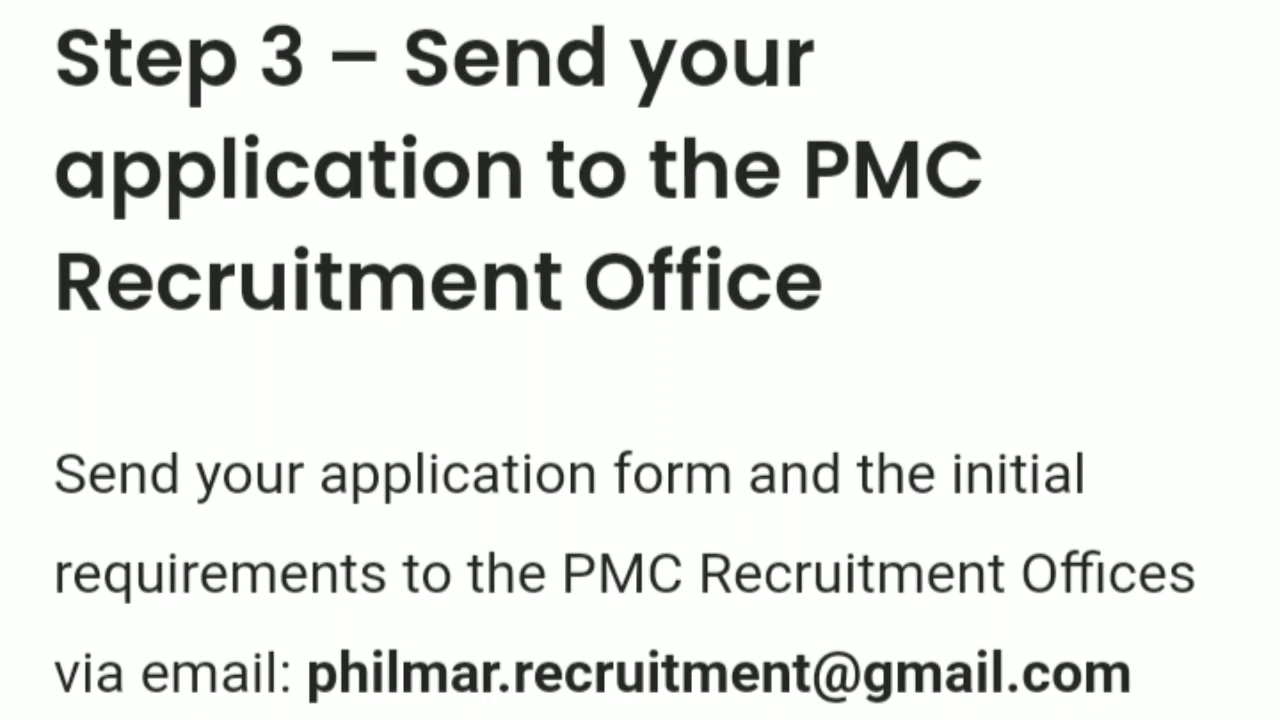 Step 3 – Send your
application to the PMC
Recruitment Office
Send your application form and the initial
requirements to the PMC Recruitment Offices
via email: philmar.recruitment@gmail.com